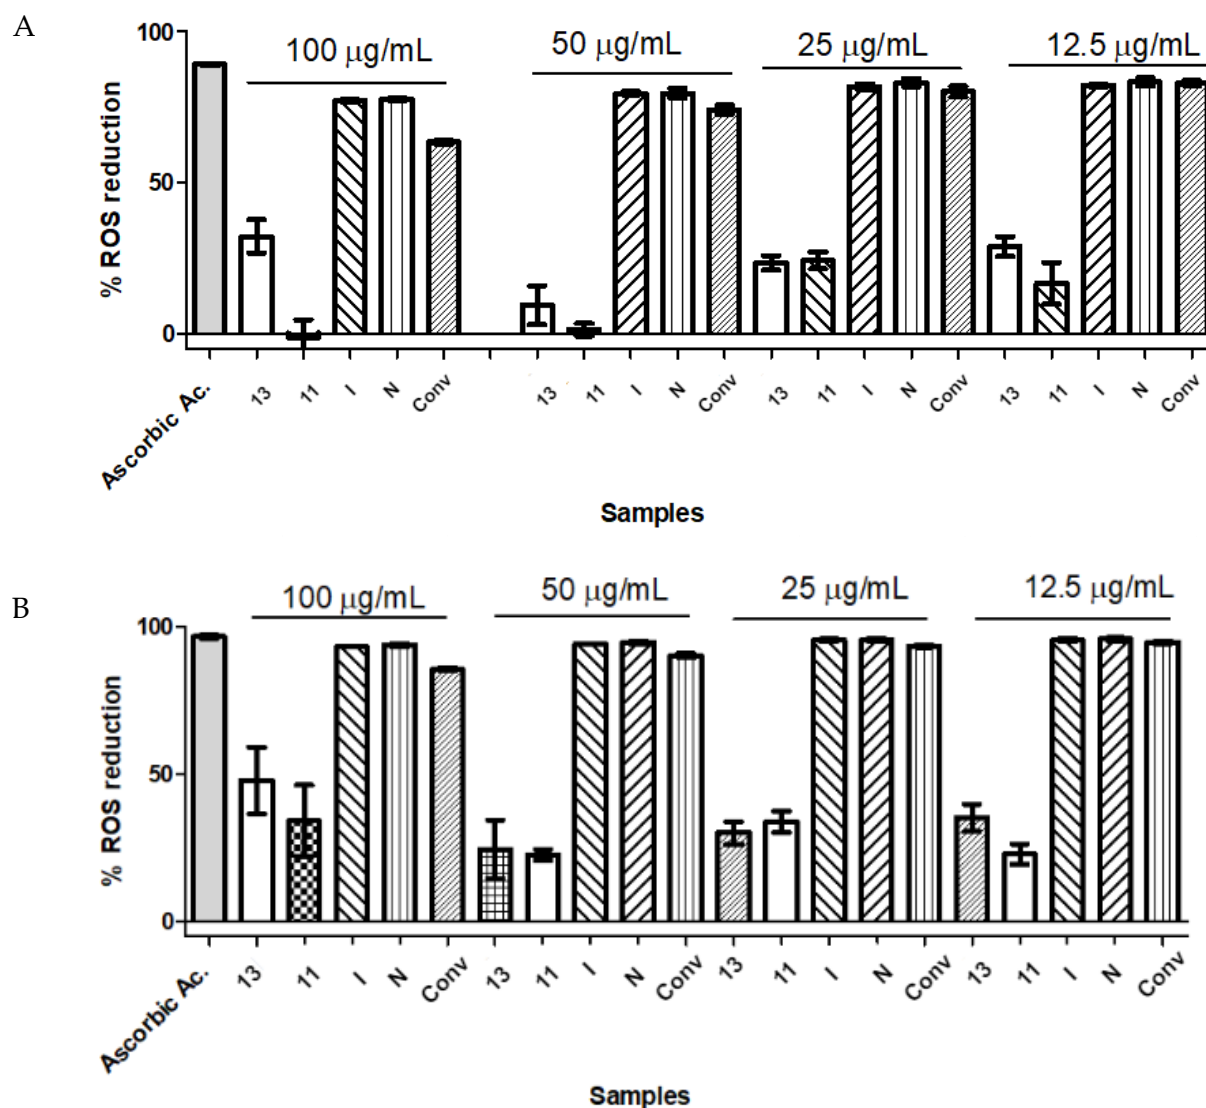 A
100 μg/mL 50 μg/mL 25 μg/mL 12.5 μg/mL
% ROS reduction
100
50
0
Ascorbic Ac. 13 11 I N Conv 13 11 I N Conv 13 11 I N Conv 13 11 I N Conv
Samples
B
100 μg/mL 50 μg/mL 25 μg/mL 12.5 μg/mL
% ROS reduction
100
50
0
Ascorbic Ac. 13 11 I N Conv 13 11 I N Conv 13 11 I N Conv 13 11 I N Conv
Samples